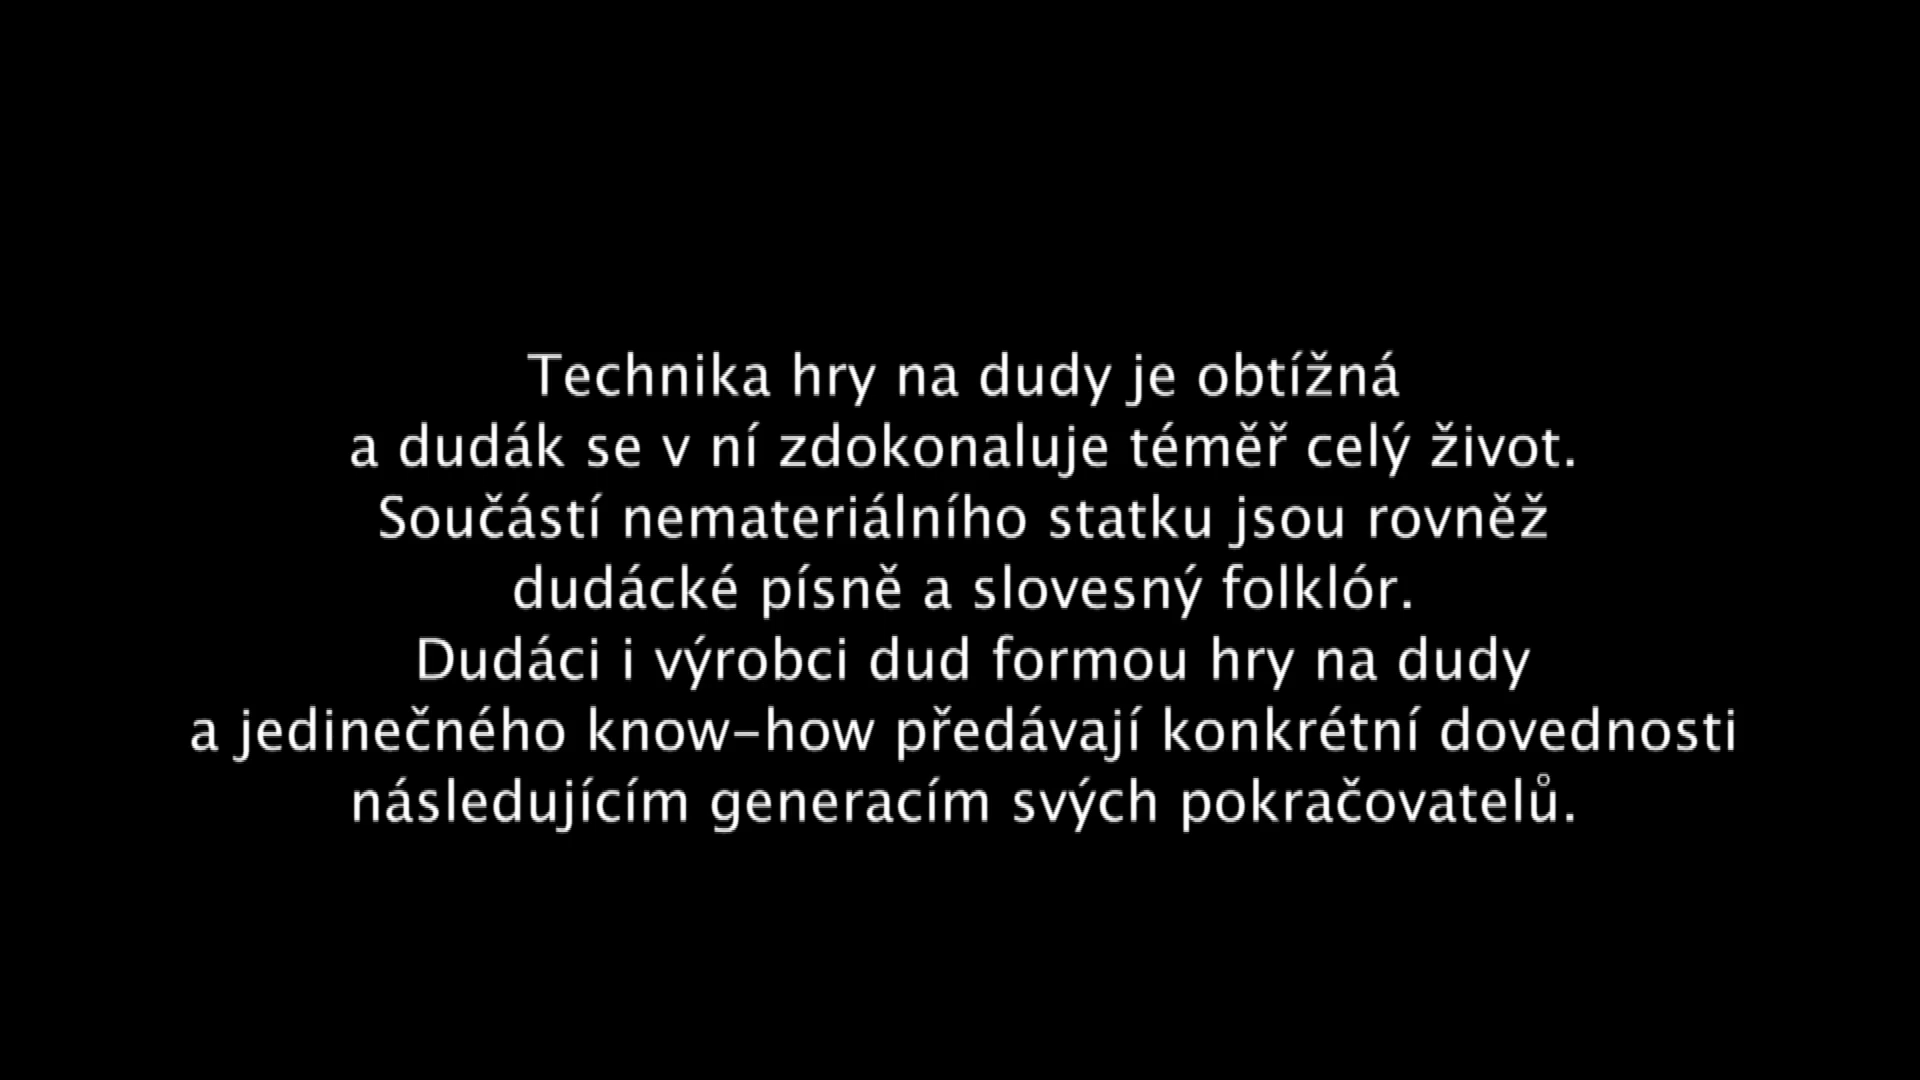 Technika hry na dudy je obtížná
a dudák se v ní zdokonaluje téměř celý život.
Součástí nemateriálního statku jsou rovněž
dudácké písně a slovesný folklór.
Dudáci i výrobci dud formou hry na dudy
a jedinečného know-how předávají konkrétní dovednosti
následujícím generacím svých pokračovatelů.